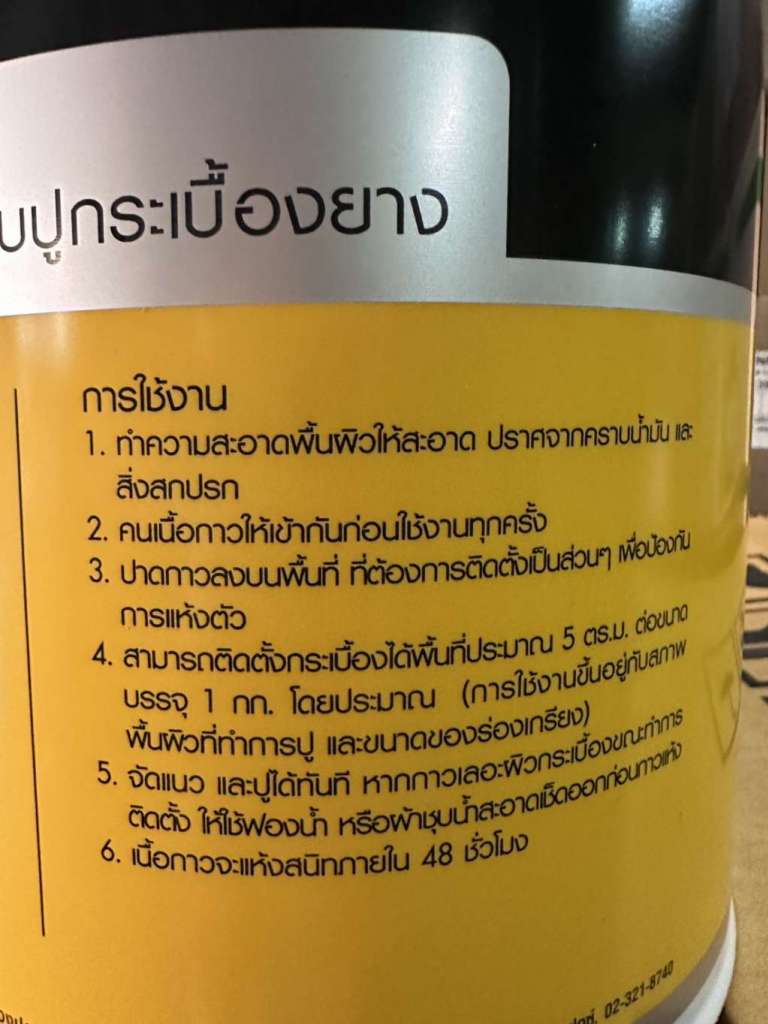 ปูกระเบื้องยาง
การใช้งาน
1. ทำความสะอาดพื้นผิวให้สะอาด ปราศจากคราบน้ำมัน และ
สิ่งสกปรก
2. คนเนื้อกาวให้เข้ากันก่อนใช้งานทุกครั้ง
3. ปาดกาวลงบนพื้นที่ ที่ต้องการติดตั้งเป็นส่วนๆ เพื่อป้องกัน
การแห้งตัว
4. สามารถติดตั้งกระเบื้องได้พื้นที่ประมาณ 5 ตร.ม. ต่อขนาด
บรรจุ 1 กก. โดยประมาณ (การใช้งานขึ้นอยู่กับสภาพ
พื้นผิวที่ทำการปู และขนาดของร่องเกรียง)
5. จัดแนว และปูได้ทันที หากกาวเลอะผิวกระเบื้องขณะทำการ
ติดตั้ง ให้ใช้ฟองน้ำ หรือผ้าชุบน้ำสะอาดเช็ดออกก่อนกาวแห้ง
6. เนื้อกาวจะแห้งสนิทภายใน 48 ชั่วโมง
02-321-8740